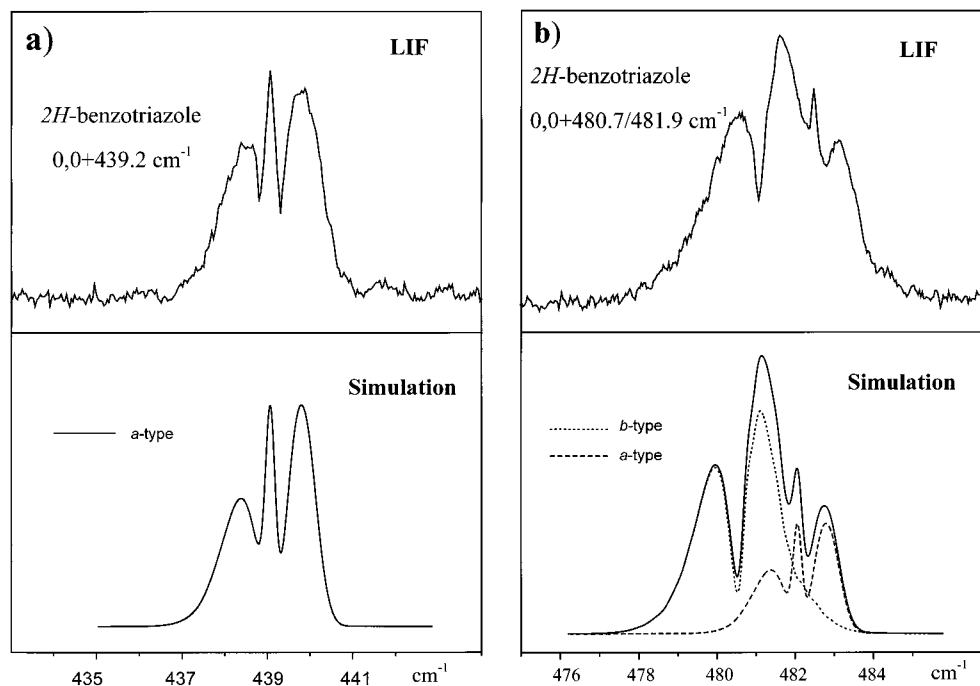 a)
LIF
2H-benzotriazole
0,0+439.2 cm-1
Simulation
a-type
435 437 439 441 cm-1
b)
LIF
2H-benzotriazole
0,0+480.7/481.9 cm-1
Simulation
b-type
a-type
476 478 480 482 484 cm-1